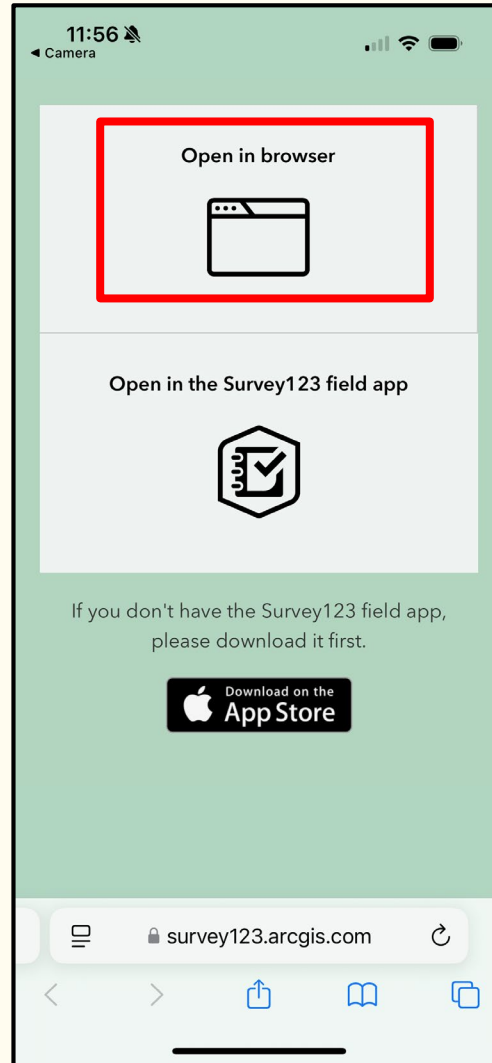 11:56
◄ Camera
Open in browser
Open in the Survey123 field app
If you don't have the Survey123 field app,
please download it first.
Download on the
App Store
survey123.arcgis.com